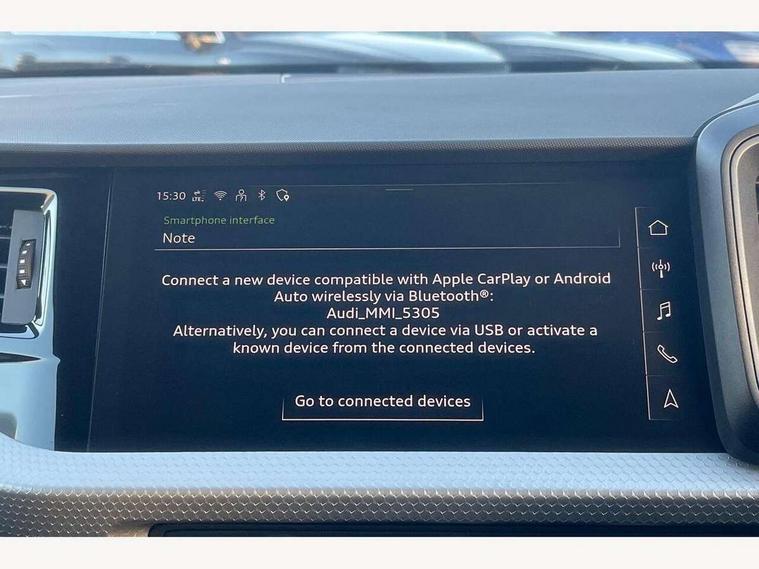 15:30 LTE
Smartphone interface
Note
Connect a new device compatible with Apple CarPlay or Android
Auto wirelessly via Bluetooth®:
Audi_MMI_5305
Alternatively, you can connect a device via USB or activate a
known device from the connected devices.
Go to connected devices